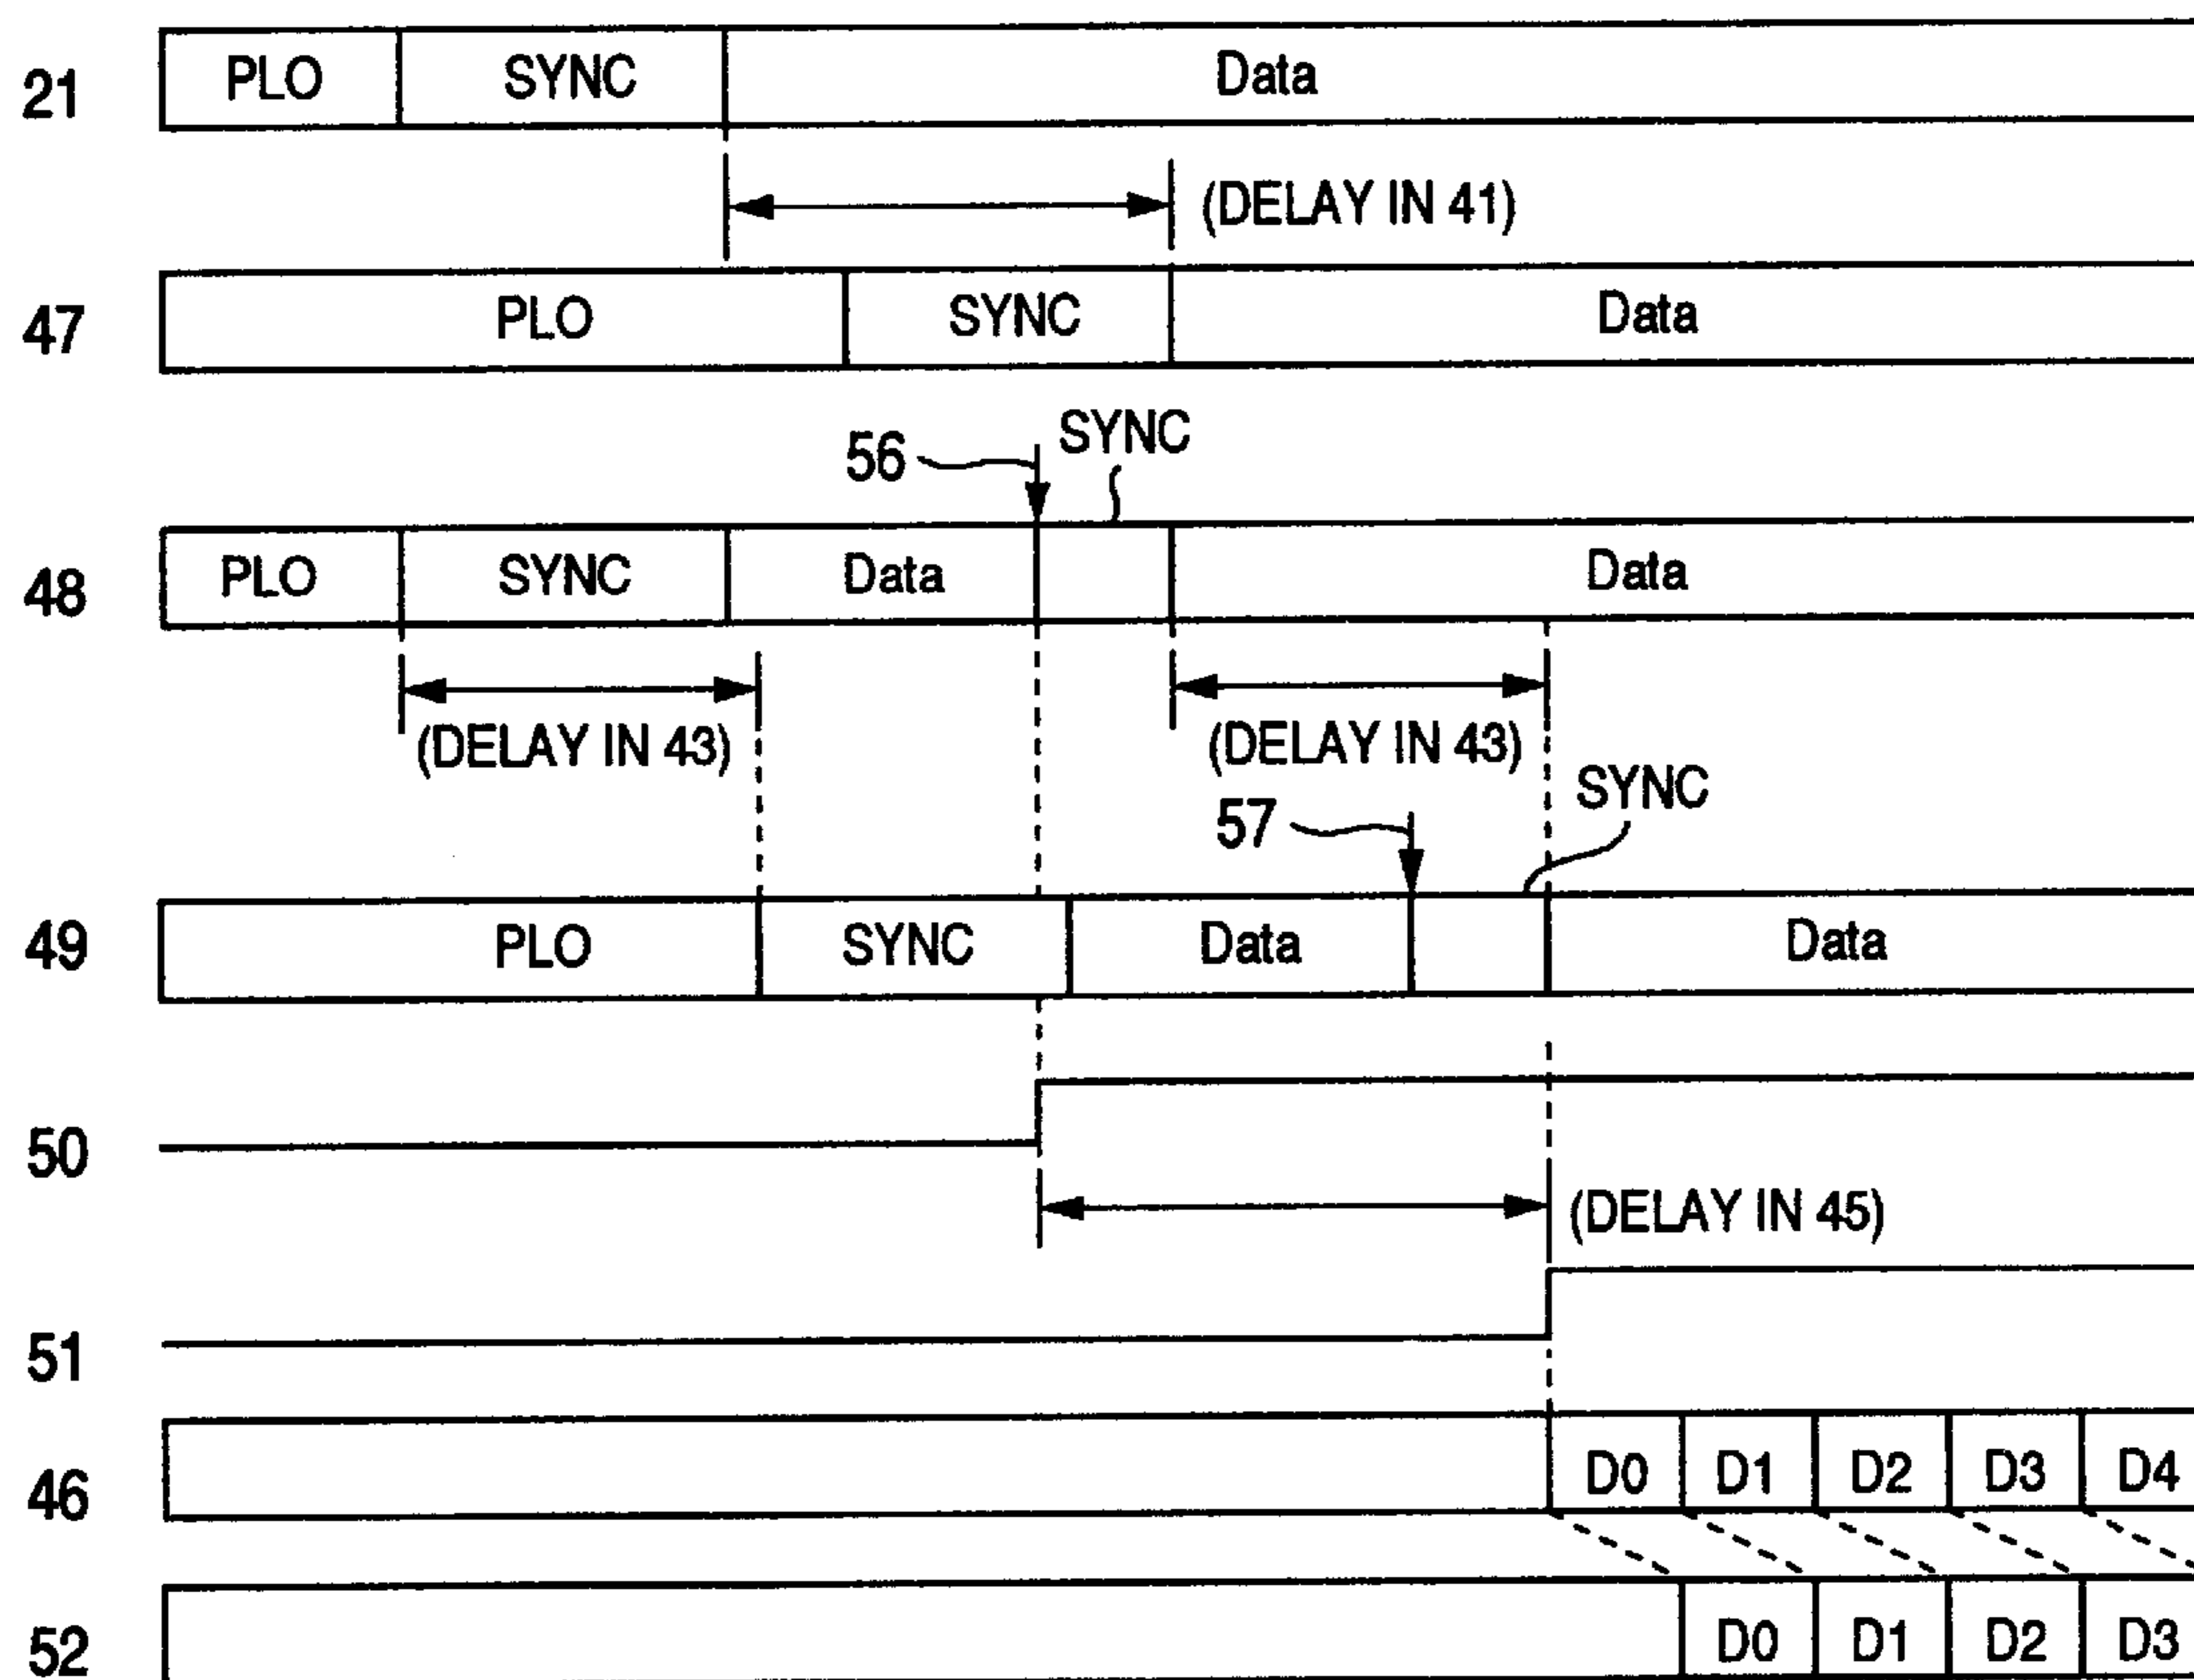 21 PLO SYNC Data
(DELAY IN 41)
47 PLO SYNC Data
56 SYNC
48 PLO SYNC Data Data
(DELAY IN 43) (DELAY IN 43)
57 SYNC
49 PLO SYNC Data Data
50
(DELAY IN 45)
51
46 D0 D1 D2 D3 D4
52 D0 D1 D2 D3